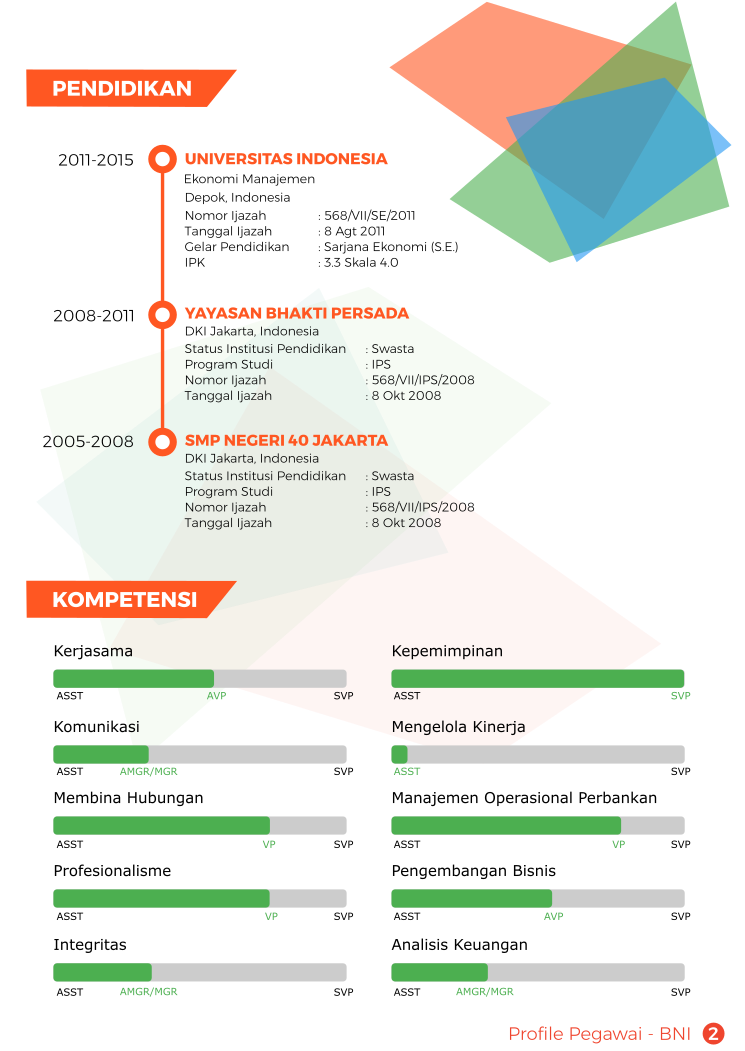 PENDIDIKAN
2011-2015
UNIVERSITAS INDONESIA
Ekonomi Manajemen
Depok, Indonesia
Nomor Ijazah : 568/VII/SE/2011
Tanggal Ijazah : 8 Agt 2011
Gelar Pendidikan : Sarjana Ekonomi (S.E.)
IPK : 3.3 Skala 4.0
2008-2011
YAYASAN BHAKTI PERSADA
DKI Jakarta, Indonesia
Status Institusi Pendidikan : Swasta
Program Studi : IPS
Nomor Ijazah : 568/VII/IPS/2008
Tanggal Ijazah : 8 Okt 2008
2005-2008
SMP NEGERI 40 JAKARTA
DKI Jakarta, Indonesia
Status Institusi Pendidikan : Swasta
Program Studi : IPS
Nomor Ijazah : 568/VII/IPS/2008
Tanggal Ijazah : 8 Okt 2008
KOMPETENSI
Kerjasama
ASST AVP SVP
Kepemimpinan
ASST SVP
Komunikasi
ASST AMGR/MGR SVP
Mengelola Kinerja
ASST SVP
Membina Hubungan
ASST VP SVP
Manajemen Operasional Perbankan
ASST VP SVP
Profesionalisme
ASST VP SVP
Pengembangan Bisnis
ASST AVP SVP
Integritas
ASST AMGR/MGR SVP
Analisis Keuangan
ASST AMGR/MGR SVP
Profile Pegawai - BNI 2